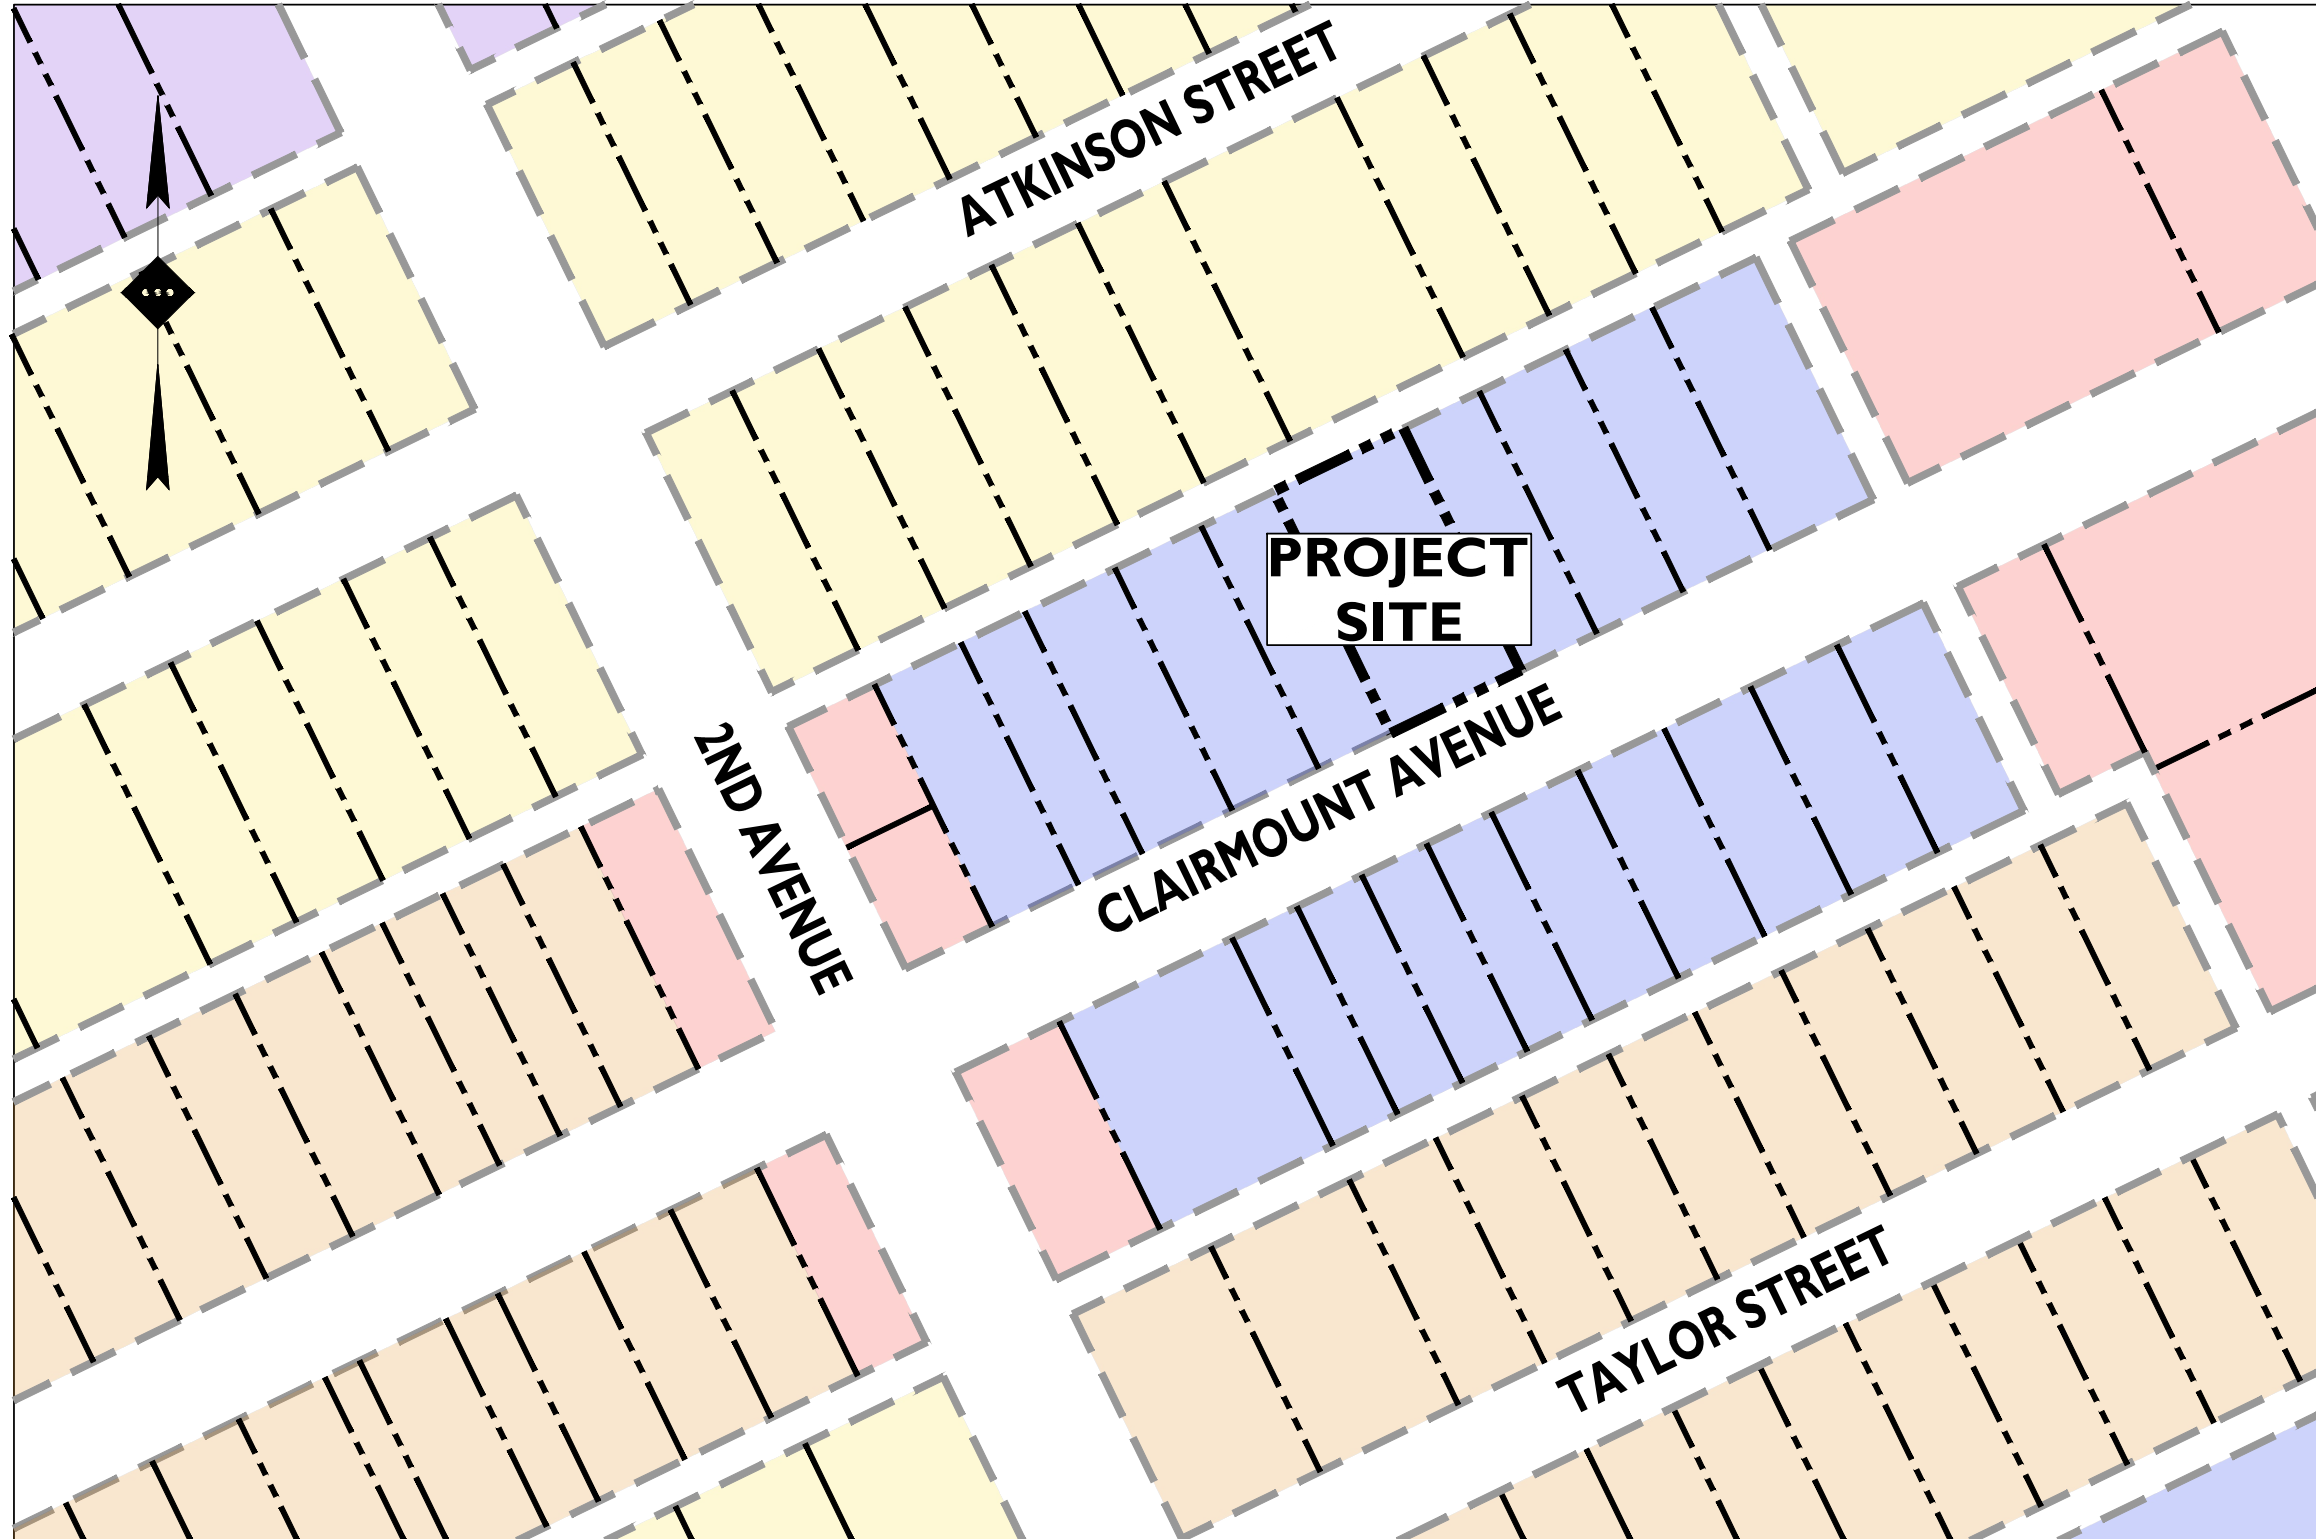 ATKINSON STREET
PROJECT
SITE
CLAIRMOUNT AVENUE
2ND AVENUE
TAYLOR STREET